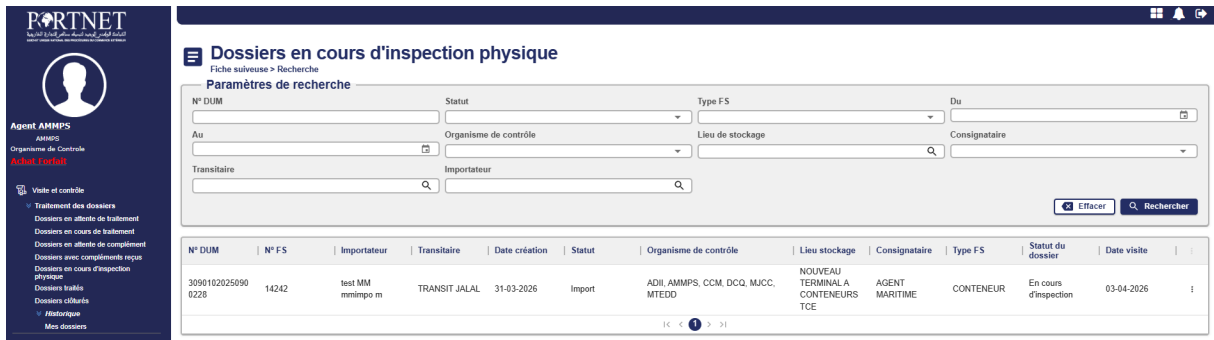 PORTNET
Dossiers en cours d'inspection physique
Fiche suiveuse > Recherche
Agent AMMPS
AMMPS
Organisme de Controle
Achat Forfait
Visite et contrôle
Traitement des dossiers
Dossiers en attente de traitement
Dossiers en cours de traitement
Dossiers en attente de complément
Dossiers avec compléments reçus
Dossiers en cours d'inspection
physique
Dossiers traités
Dossiers clôturés
Historique
Mes dossiers
Paramètres de recherche
N° DUM Statut Type FS Du
Au Organisme de contrôle Lieu de stockage Consignataire
Transitaire Importateur
Effacer Rechercher
N° DUM N° FS Importateur Transitaire Date création Statut Organisme de contrôle Lieu stockage Consignataire Type FS Statut du dossier Date visite
3090102025090
0228
14242
test MM
mmimpo m
TRANSIT JALAL
31-03-2026
Import
ADII, AMMPS, CCM, DCQ, MJCC,
MTEDD
NOUVEAU
TERMINAL A
CONTENEURS
TCE
AGENT
MARITIME
CONTENEUR
En cours
d'inspection
03-04-2026
1